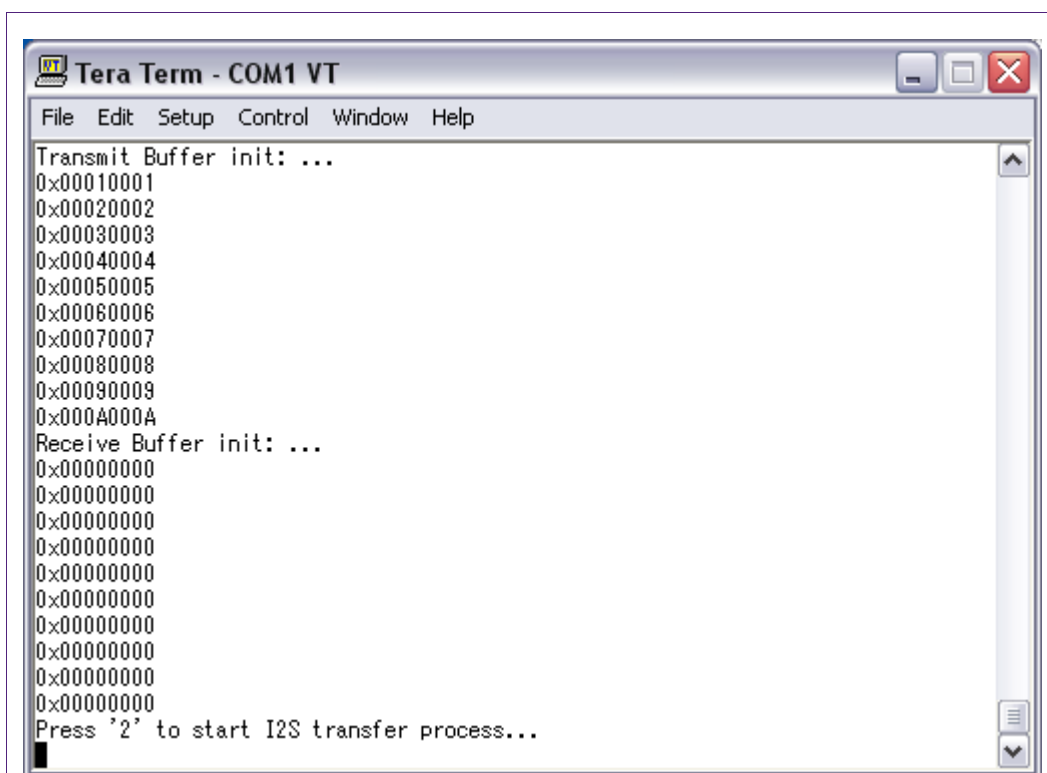 Tera Term - COM1 VT
File Edit Setup Control Window Help
Transmit Buffer init: ...
0x00010001
0x00020002
0x00030003
0x00040004
0x00050005
0x00060006
0x00070007
0x00080008
0x00090009
0x000A000A
Receive Buffer init: ...
0x00000000
0x00000000
0x00000000
0x00000000
0x00000000
0x00000000
0x00000000
0x00000000
0x00000000
0x00000000
Press '2' to start I2S transfer process...